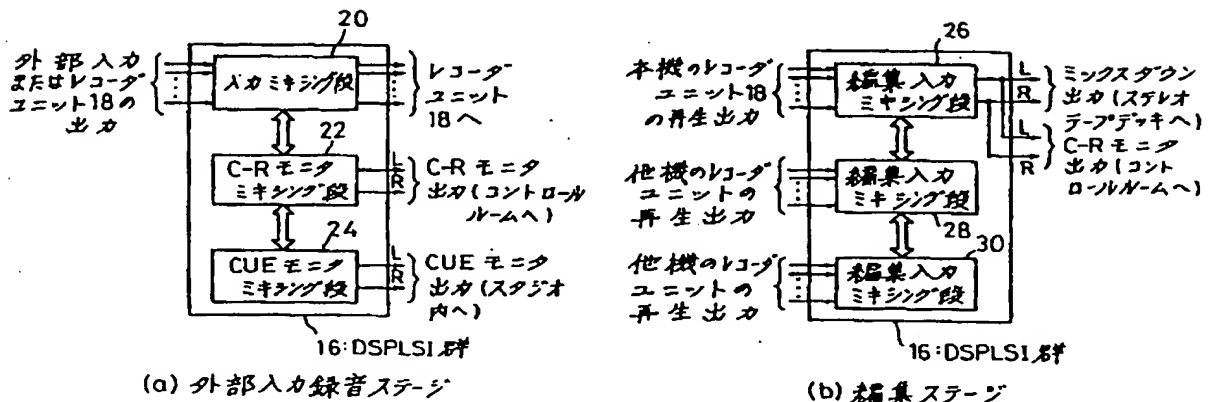 20
外部入力
またはレコーダ
ユニット18の
出力
入力ミキシング段
レコーダ
ユニット
18へ
22
C-Rモニタ
ミキシング段
L
R
C-Rモニタ
出力(コントロール
ルームへ)
24
CUEモニタ
ミキシング段
L
R
CUEモニタ
出力(スタジオ
内へ)
16:DSPLSI群
(a) 外部入力録音ステージ
26
本機のレコーダ
ユニット18
の再生出力
編集入力
ミキシング段
L
R
ミックスダウン
出力(ステレオ
テープデッキへ)
L
R
C-Rモニタ
出力(コント
ロールルームへ)
他機のレコーダ
ユニットの
再生出力
編集入力
ミキシング段
28
30
他機のレコーダ
ユニットの
再生出力
編集入力
ミキシング段
16:DSPLSI群
(b) 編集ステージ